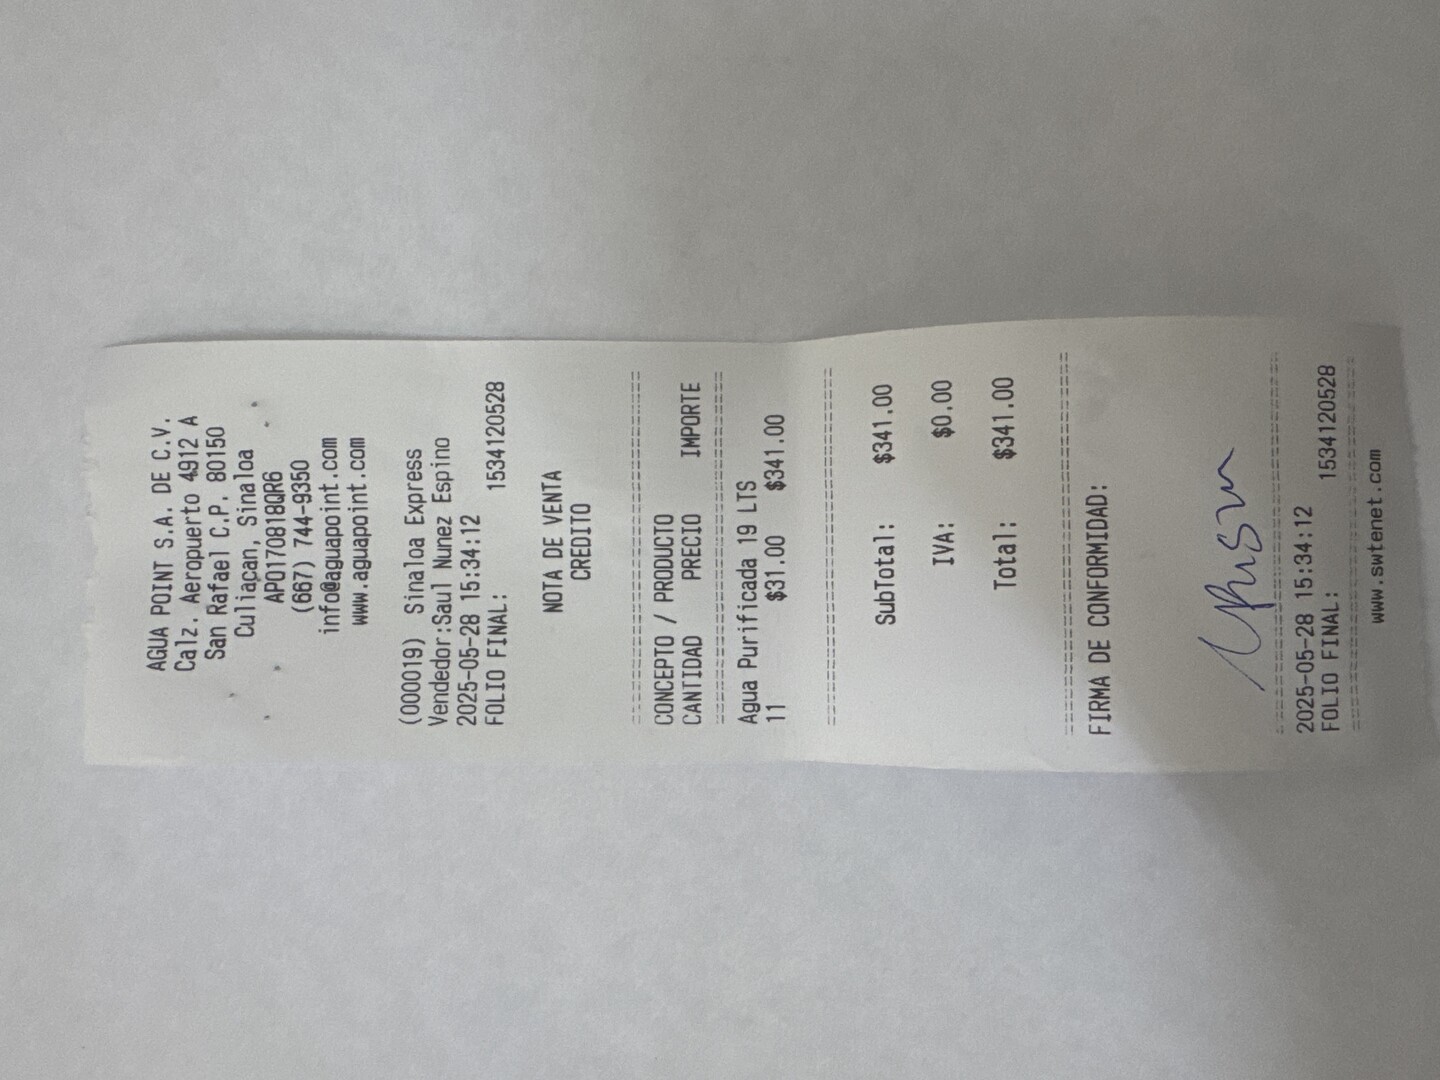 AGUA POINT S.A. DE C.V.
Calz. Aeropuerto 4912 A
San Rafael C.P. 80150
Culiacan, Sinaloa
APO170818QR6
(667) 744-9350
info@aguapoint.com
www.aguapoint.com
(000019) Sinaloa Express
Vendedor:Saul Nunez Espino
2025-05-28 15:34:12
FOLIO FINAL: 1534120528
NOTA DE VENTA
CREDITO
================================
CONCEPTO / PRODUCTO
CANTIDAD PRECIO IMPORTE
================================
Agua Purificada 19 LTS
11 $31.00 $341.00
================================
SubTotal: $341.00
IVA: $0.00
Total: $341.00
================================
FIRMA DE CONFORMIDAD:
================================
2025-05-28 15:34:12
FOLIO FINAL: 1534120528
================================
www.swtenet.com